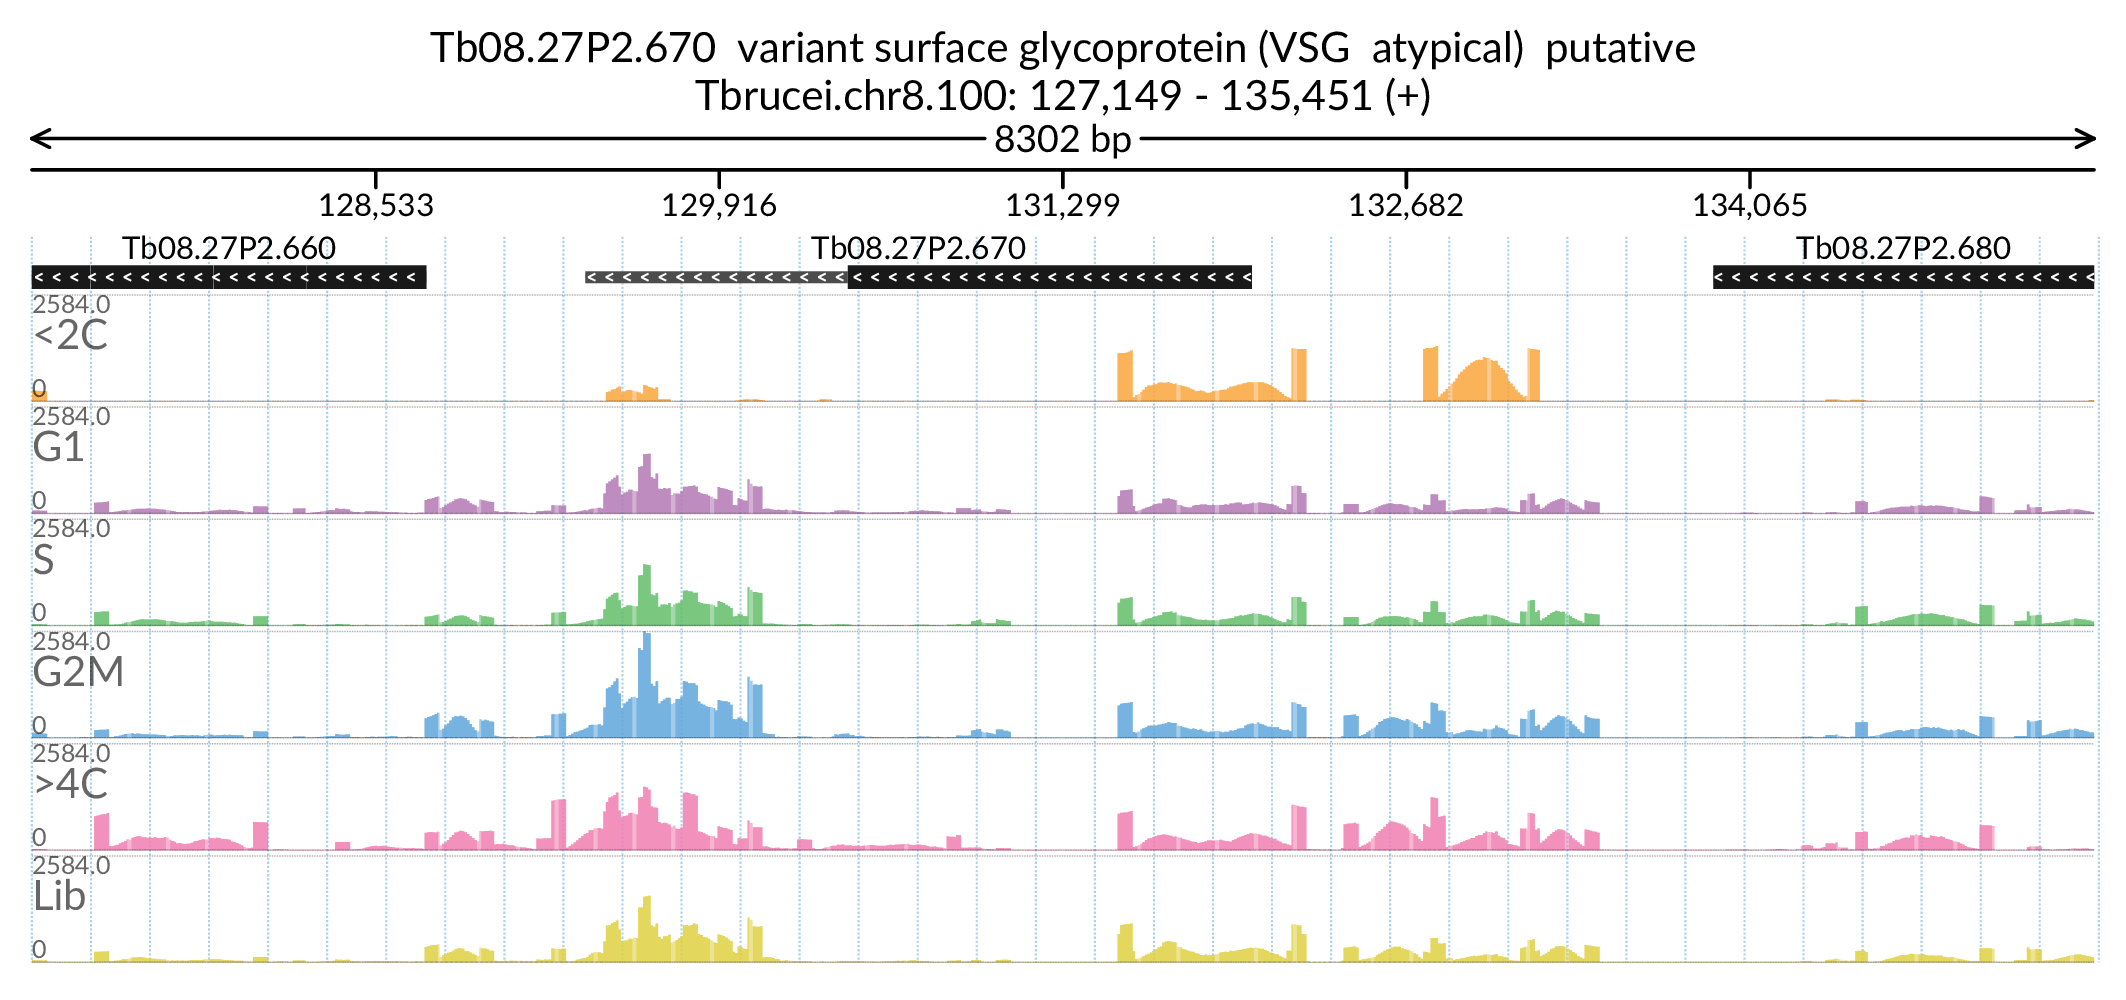 Tb08.27P2.670 variant surface glycoprotein (VSG atypical) putative
Tbrucei.chr8.100: 127,149 - 135,451 (+)
8302 bp
128,533 129,916 131,299 132,682 134,065
Tb08.27P2.660 Tb08.27P2.670 Tb08.27P2.680
2584.0
<2C
0
2584.0
G1
0
2584.0
S
0
2584.0
G2M
0
2584.0
>4C
0
2584.0
Lib
0